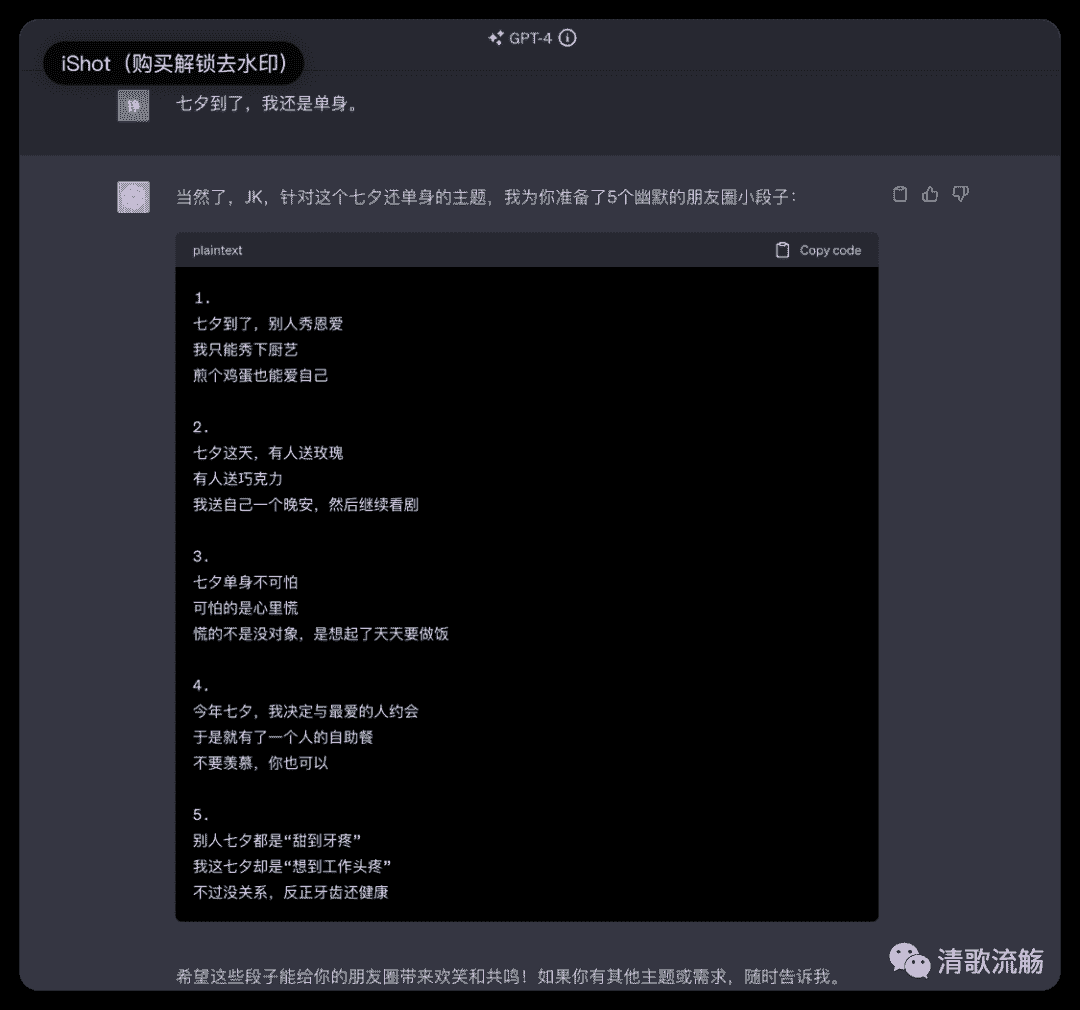 GPT-4
iShot（购买解锁去水印）
七夕到了，我还是单身。
当然了，JK，针对这个七夕还单身的主题，我为你准备了5个幽默的朋友圈小段子：
plaintext
Copy code
1.
七夕到了，别人秀恩爱
我只能秀下厨艺
煎个鸡蛋也能爱自己
2.
七夕这天，有人送玫瑰
有人送巧克力
我送自己一个晚安，然后继续看剧
3.
七夕单身不可怕
可怕的是心里慌
慌的不是没对象，是想起了天天要做饭
4.
今年七夕，我决定与最爱的人约会
于是就有了一个人的自助餐
不要羡慕，你也可以
5.
别人七夕都是“甜到牙疼”
我这七夕却是“想到工作头疼”
不过没关系，反正牙齿还健康
希望这些段子能给你的朋友圈带来欢笑和共鸣！如果你有其他主题或需求，随时告诉我。
清歌流觞